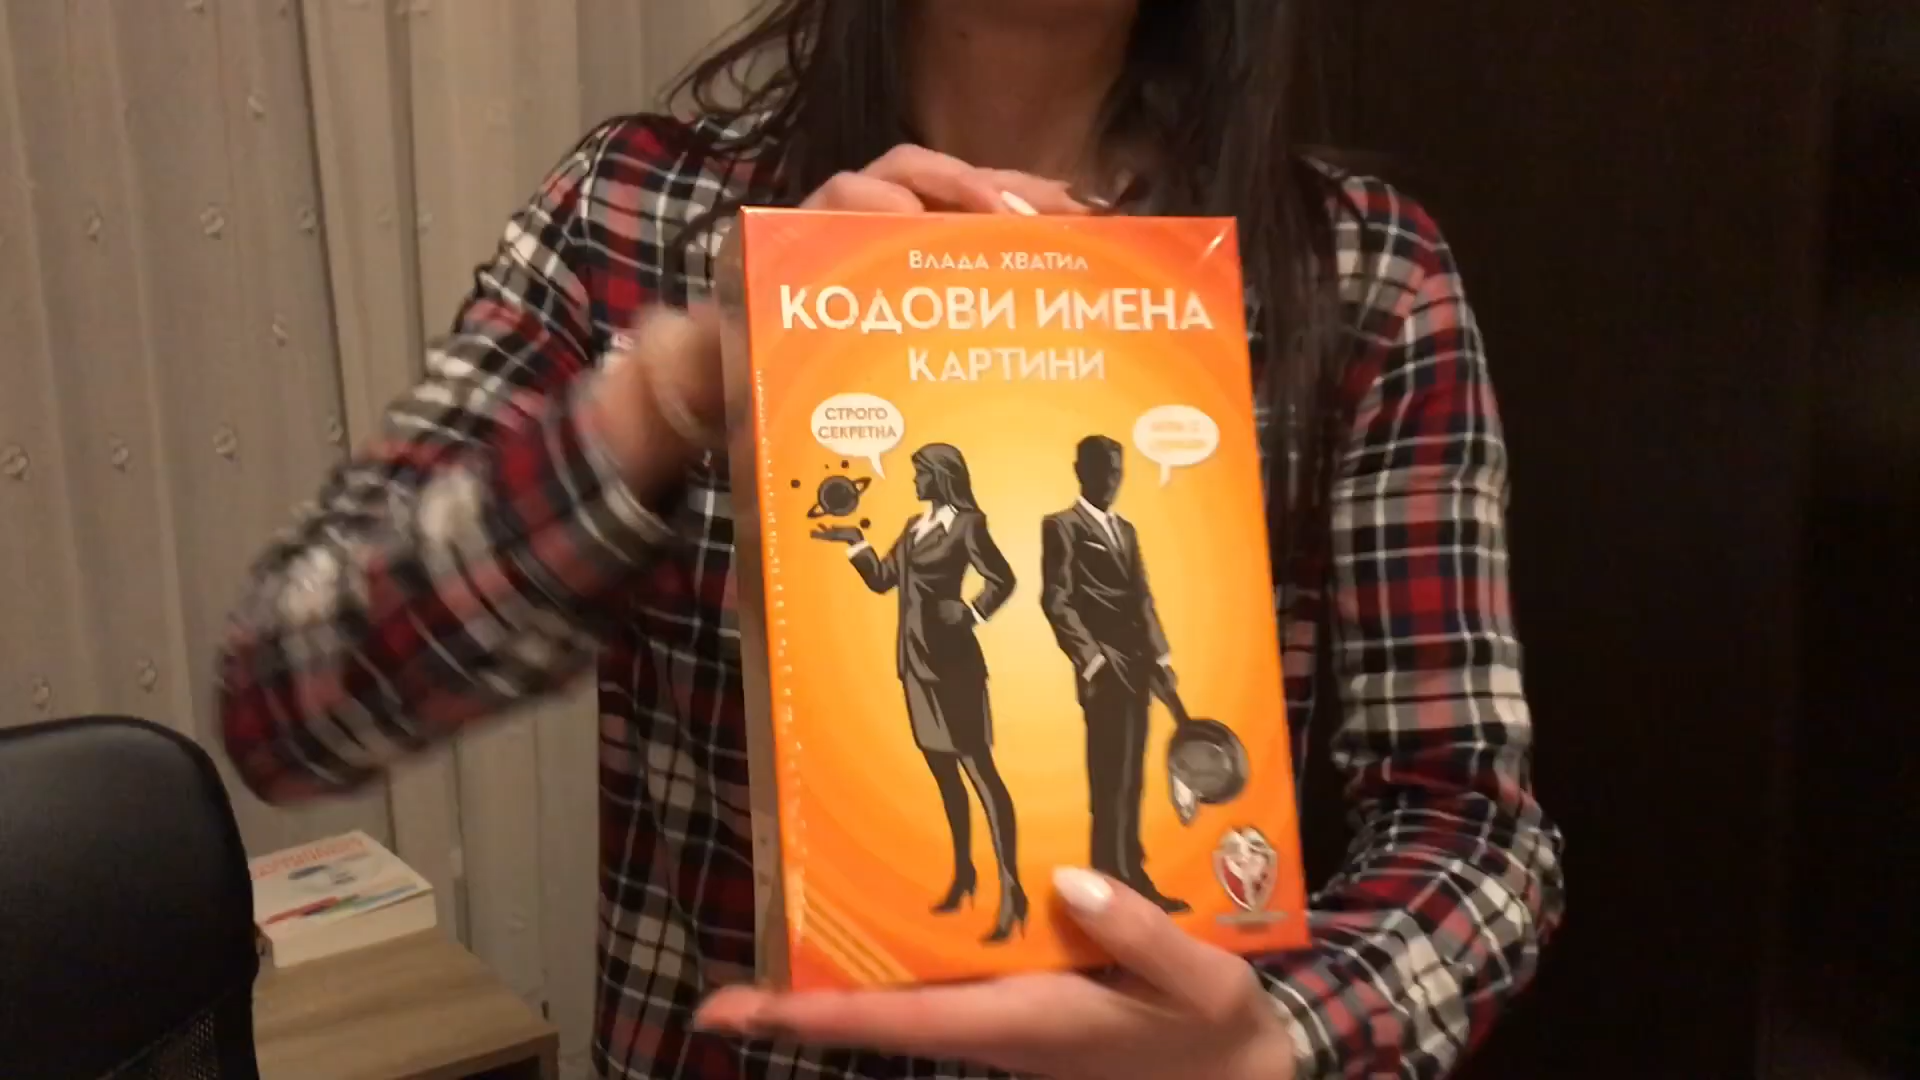 ВЛАДА ХВАТИЛ
КОДОВИ ИМЕНА
КАРТИНИ
СТРОГО
СЕКРЕТНА